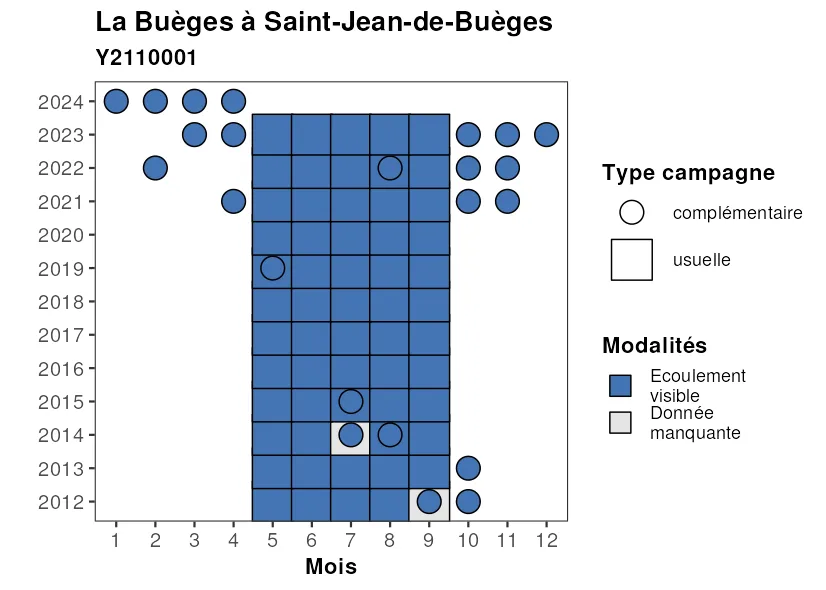 La Buèges à Saint-Jean-de-Buèges
Y2110001
2024
2023
2022
2021
2020
2019
2018
2017
2016
2015
2014
2013
2012
1 2 3 4 5 6 7 8 9 10 11 12
Mois
Type campagne
complémentaire
usuelle
Modalités
Ecoulement
visible
Donnée
manquante